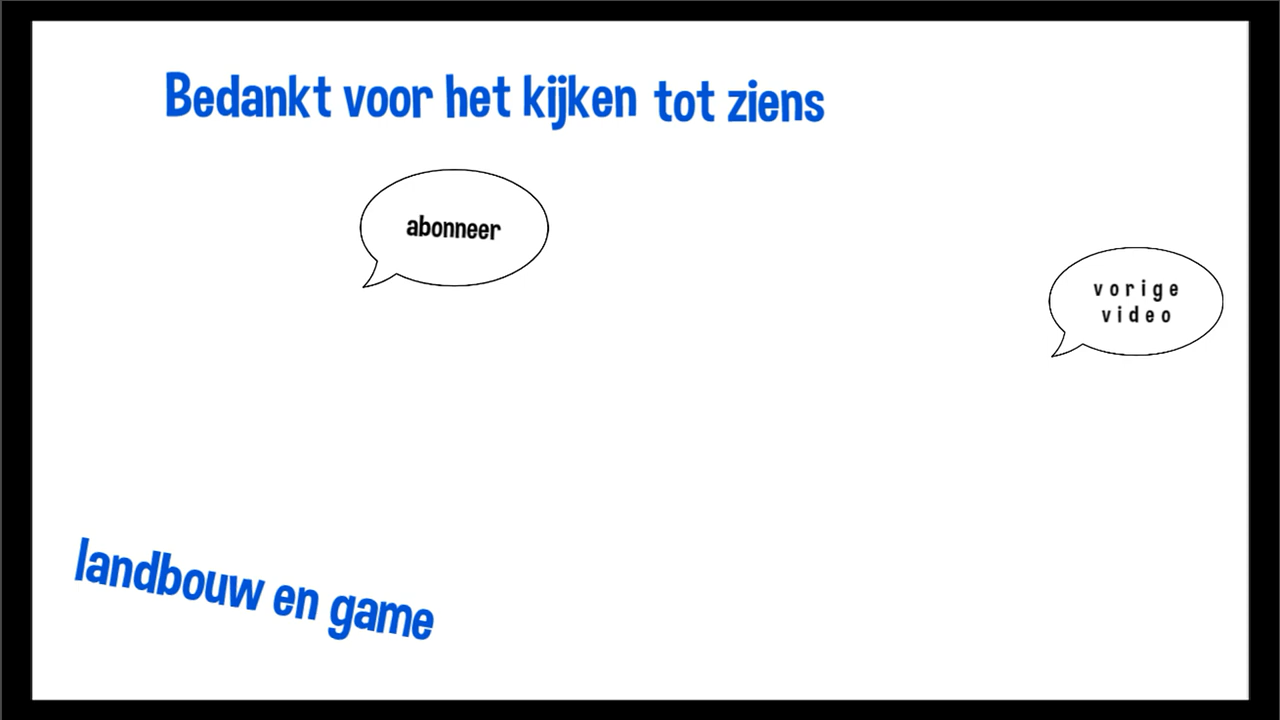 Bedankt voor het kijken tot ziens
abonneer
vorige
video
landbouw en game